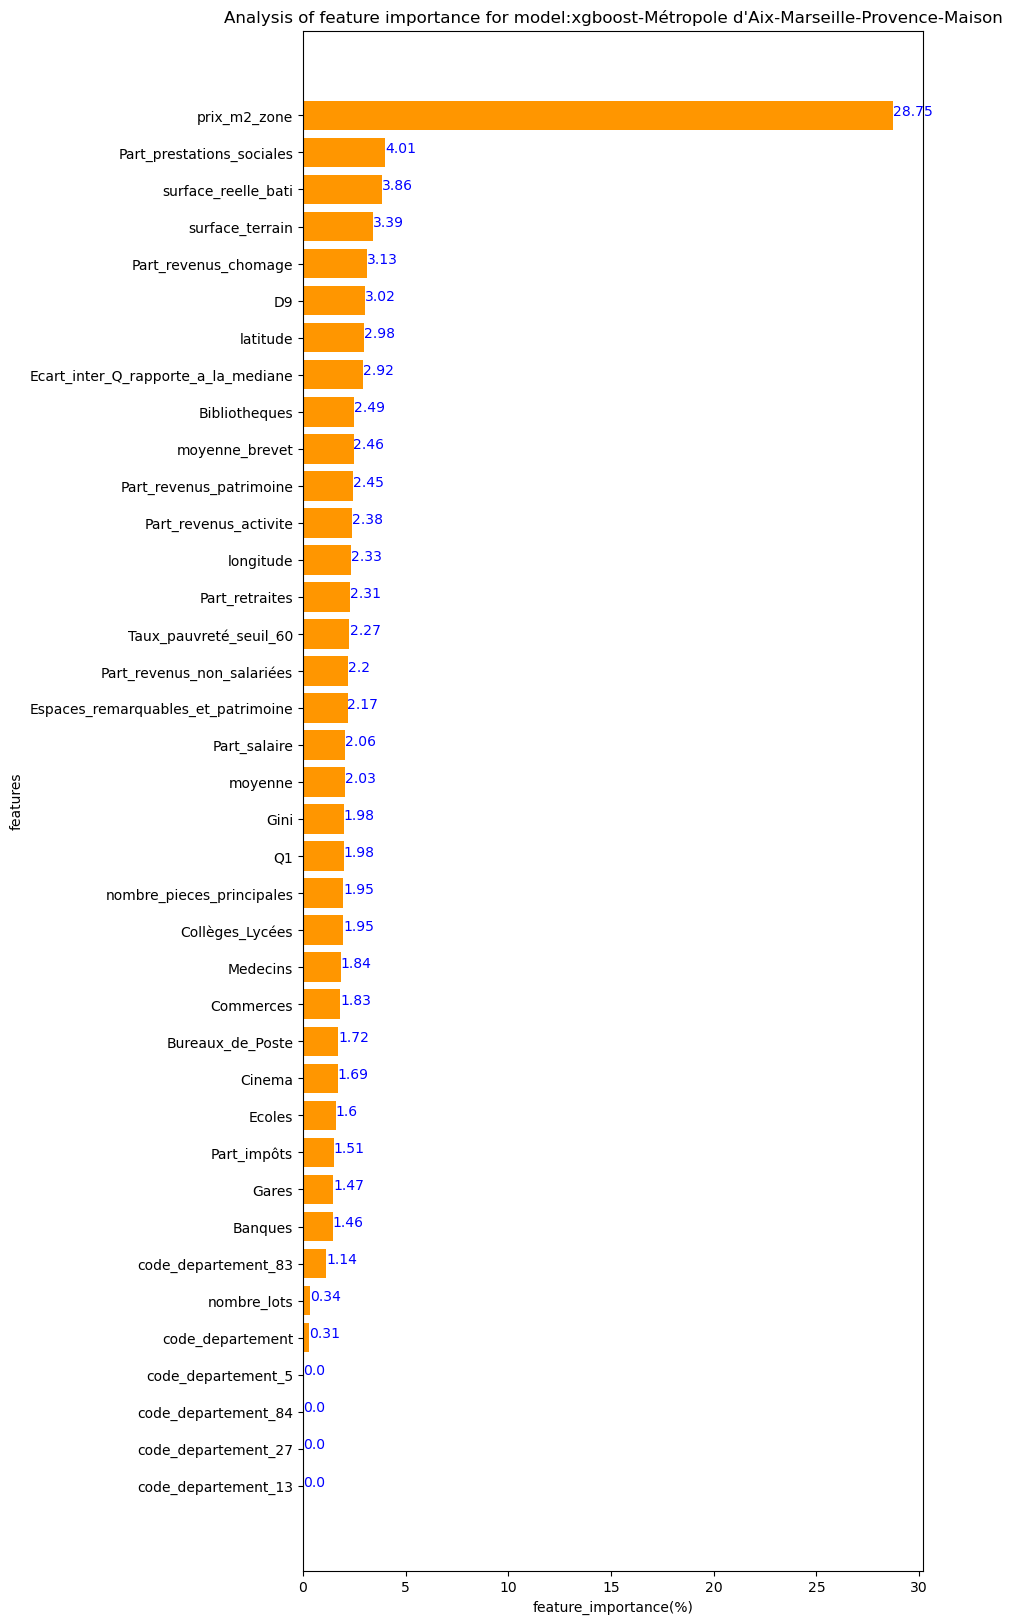 Analysis of feature importance for model:xgboost-Métropole d'Aix-Marseille-Provence-Maison
prix_m2_zone 28.75
Part_prestations_sociales 4.01
surface_reelle_bati 3.86
surface_terrain 3.39
Part_revenus_chomage 3.13
D9 3.02
latitude 2.98
Ecart_inter_Q_rapporte_a_la_mediane 2.92
Bibliotheques 2.49
moyenne_brevet 2.46
Part_revenus_patrimoine 2.45
Part_revenus_activite 2.38
longitude 2.33
Part_retraites 2.31
Taux_pauvreté_seuil_60 2.27
Part_revenus_non_salariées 2.2
Espaces_remarquables_et_patrimoine 2.17
Part_salaire 2.06
moyenne 2.03
features
Gini 1.98
Q1 1.98
nombre_pieces_principales 1.95
Collèges_Lycées 1.95
Medecins 1.84
Commerces 1.83
Bureaux_de_Poste 1.72
Cinema 1.69
Ecoles 1.6
Part_impôts 1.51
Gares 1.47
Banques 1.46
code_departement_83 1.14
nombre_lots 0.34
code_departement 0.31
code_departement_5 0.0
code_departement_84 0.0
code_departement_27 0.0
code_departement_13 0.0
0 5 10 15 20 25 30
feature_importance(%)